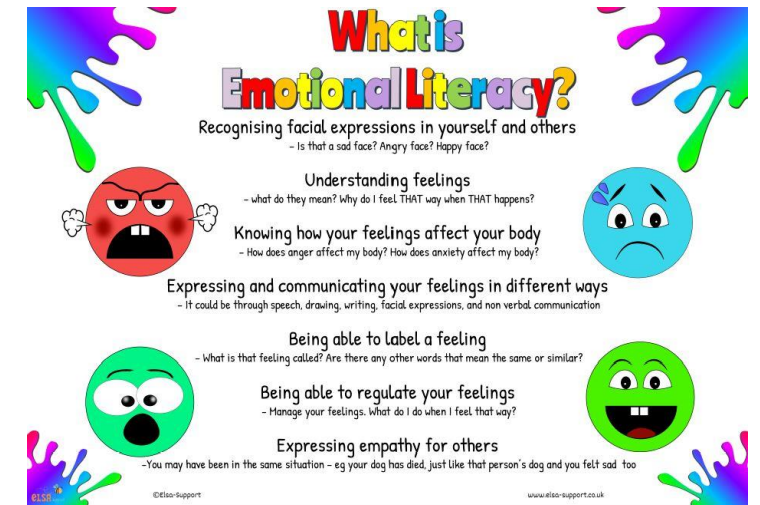 What is
Emotional Literacy?
Recognising facial expressions in yourself and others
- Is that a sad face? Angry face? Happy face?
Understanding feelings
- what do they mean? Why do I feel THAT way when THAT happens?
Knowing how your feelings affect your body
- How does anger affect my body? How does anxiety affect my body?
Expressing and communicating your feelings in different ways
- It could be through speech, drawing, writing, facial expressions, and non verbal communication
Being able to label a feeling
- What is that feeling called? Are there any other words that mean the same or similar?
Being able to regulate your feelings
- Manage your feelings. What do I do when I feel that way?
Expressing empathy for others
-You may have been in the same situation - eg your dog has died, just like that person's dog and you felt sad too
ELSA
©Elsa-Support
www.elsa-support.co.uk